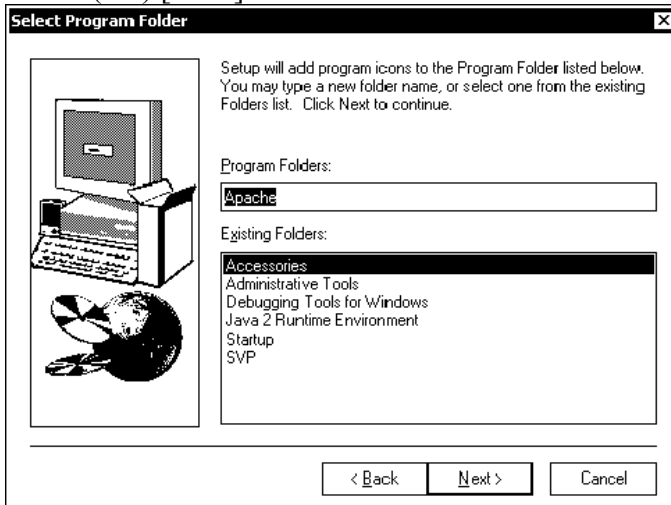 Select Program Folder
Setup will add program icons to the Program Folder listed below.
You may type a new folder name, or select one from the existing
Folders list. Click Next to continue.
Program Folders:
Apache
Existing Folders:
Accessories
Administrative Tools
Debugging Tools for Windows
Java 2 Runtime Environment
Startup
SVP
< Back
Next >
Cancel